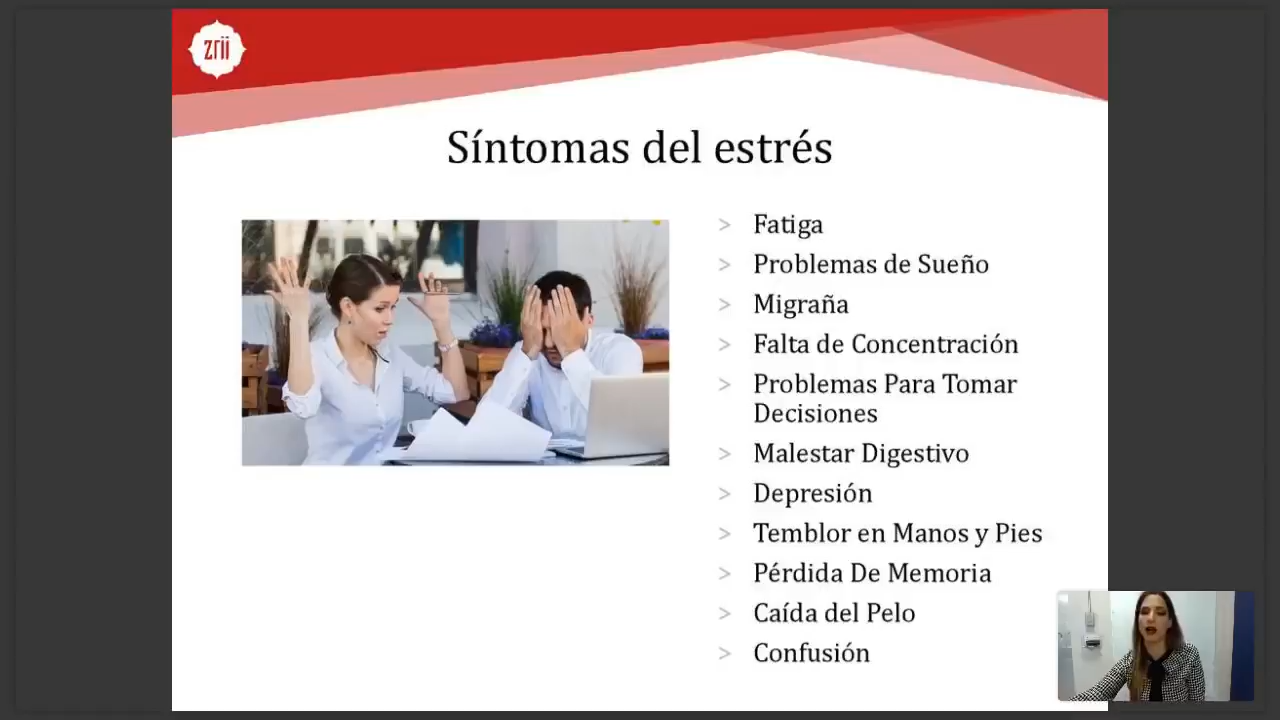 zrii
Síntomas del estrés
> Fatiga
> Problemas de Sueño
> Migraña
> Falta de Concentración
> Problemas Para Tomar
Decisiones
> Malestar Digestivo
> Depresión
> Temblor en Manos y Pies
> Pérdida De Memoria
> Caída del Pelo
> Confusión